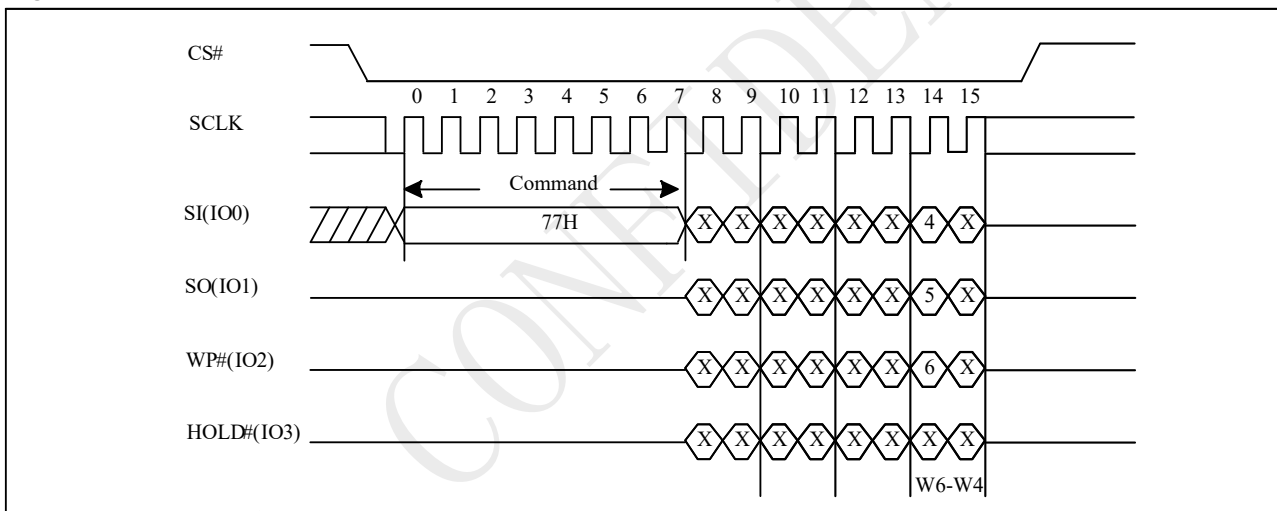 CS#
0 1 2 3 4 5 6 7 8 9 10 11 12 13 14 15
SCLK
Command
SI(IO0)
77H
X X X X X X 4 X
SO(IO1)
X X X X X X 5 X
WP#(IO2)
X X X X X X 6 X
HOLD#(IO3)
X X X X X X X X
W6-W4